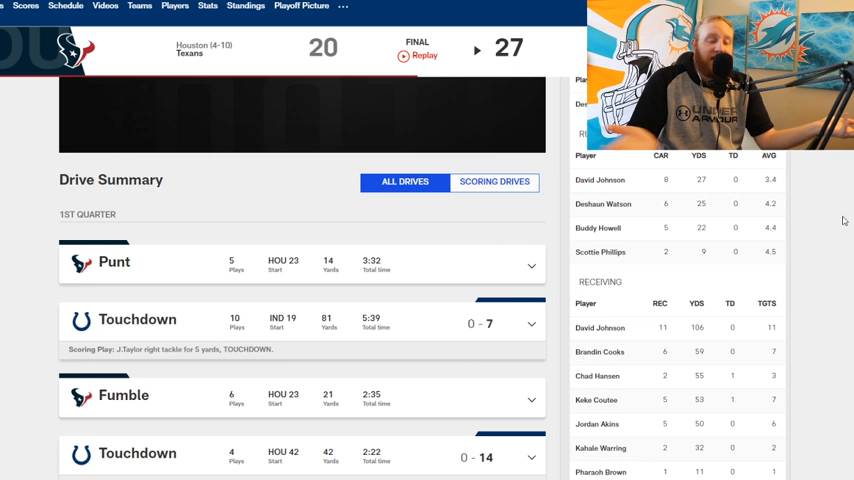 Scores Schedule Videos Teams Players Stats Standings Playoff Picture ...
Houston (4-10)
Texans
20
FINAL
Replay
27
Drive Summary
ALL DRIVES SCORING DRIVES
1ST QUARTER
Punt
5 HOU 23 14 3:32
Plays Start Yards Total time
Touchdown
10 IND 19 81 5:39
Plays Start Yards Total time
0 - 7
Scoring Play: J.Taylor right tackle for 5 yards, TOUCHDOWN.
Fumble
6 HOU 23 21 2:35
Plays Start Yards Total time
Touchdown
4 HOU 42 42 2:22
Plays Start Yards Total time
0 - 14
Player CAR YDS TD AVG
David Johnson 8 27 0 3.4
Deshaun Watson 6 25 0 4.2
Buddy Howell 5 22 0 4.4
Scottie Phillips 2 9 0 4.5
RECEIVING
Player REC YDS TD TGTS
David Johnson 11 106 0 11
Brandin Cooks 6 59 0 7
Chad Hansen 2 55 1 3
Keke Coutee 5 53 1 7
Jordan Akins 5 50 0 6
Kahale Warring 2 32 0 2
Pharaoh Brown 1 11 0 1
UNDER
ARMOUR